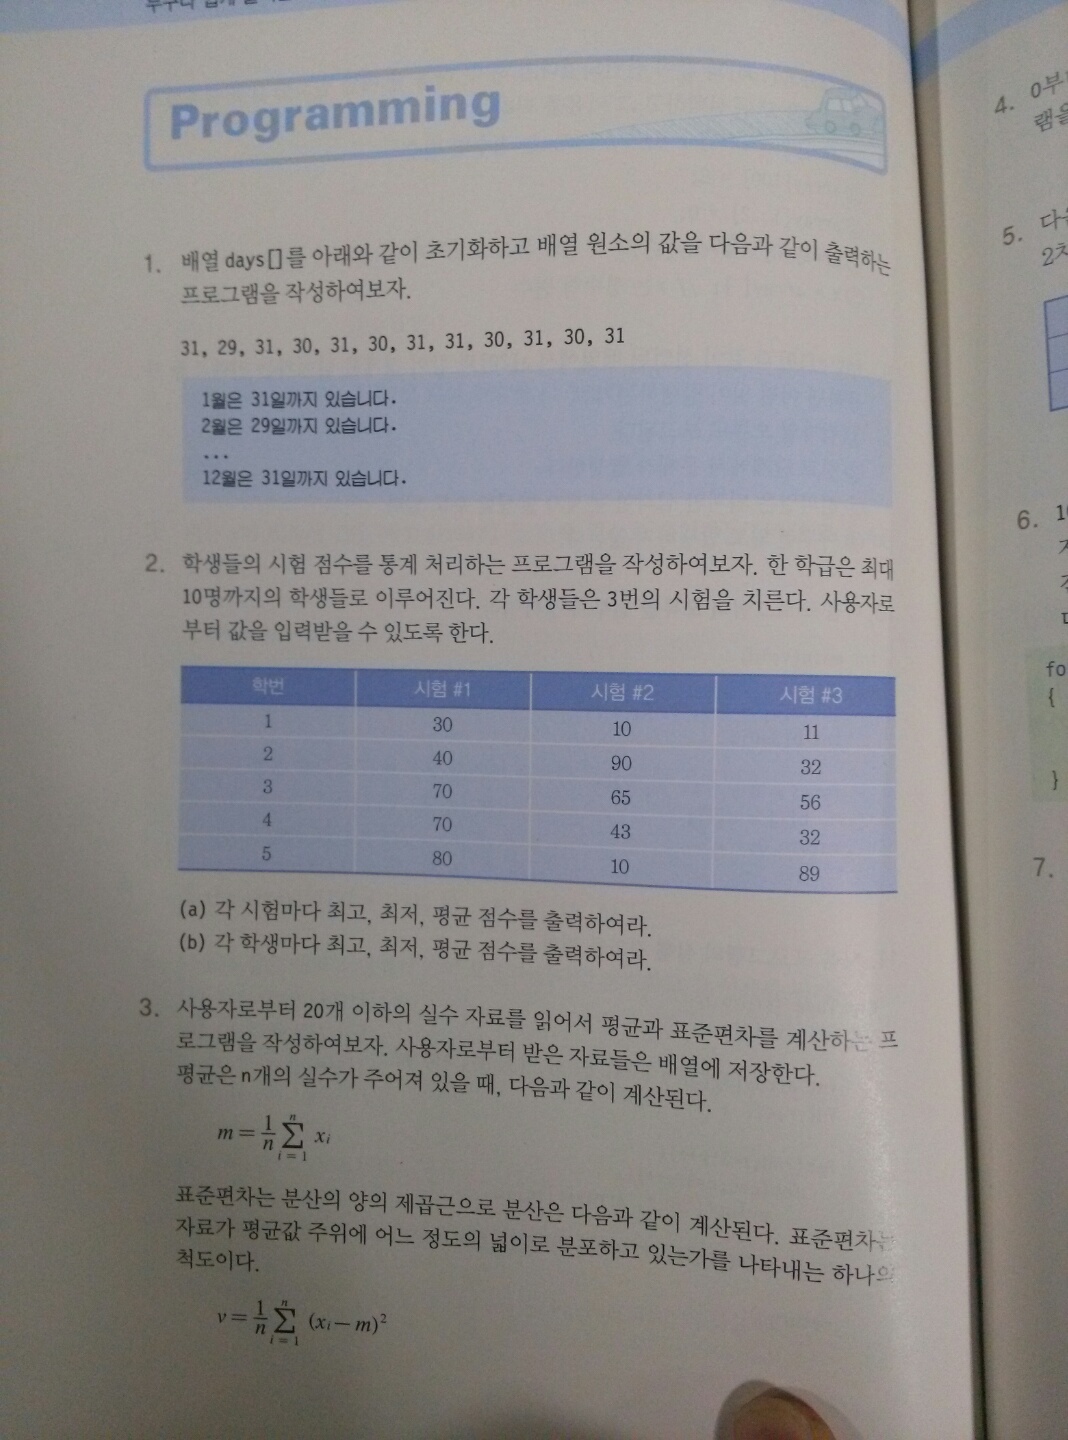 Programming
1. 배열 days[]를 아래와 같이 초기화하고 배열 원소의 값을 다음과 같이 출력하는
프로그램을 작성하여보자.
31, 29, 31, 30, 31, 30, 31, 31, 30, 31, 30, 31
1월은 31일까지 있습니다.
2월은 29일까지 있습니다.
...
12월은 31일까지 있습니다.
2. 학생들의 시험 점수를 통계 처리하는 프로그램을 작성하여보자. 한 학급은 최대
10명까지의 학생들로 이루어진다. 각 학생들은 3번의 시험을 치른다. 사용자로
부터 값을 입력받을 수 있도록 한다.
학번 시험 #1 시험 #2 시험 #3
1 30 10 11
2 40 90 32
3 70 65 56
4 70 43 32
5 80 10 89
(a) 각 시험마다 최고, 최저, 평균 점수를 출력하여라.
(b) 각 학생마다 최고, 최저, 평균 점수를 출력하여라.
3. 사용자로부터 20개 이하의 실수 자료를 읽어서 평균과 표준편차를 계산하는 프
로그램을 작성하여보자. 사용자로부터 받은 자료들은 배열에 저장한다.
평균은 n개의 실수가 주어져 있을 때, 다음과 같이 계산된다.
m = 1/n ∑ i=1 n xi
표준편차는 분산의 양의 제곱근으로 분산은 다음과 같이 계산된다. 표준편차는
자료가 평균값 주위에 어느 정도의 넓이로 분포하고 있는가를 나타내는 하나의
척도이다.
v = 1/n ∑ i=1 n (xi − m)²
4. 0부
램을
5. 다
2차
6. 1
fo
{
}
7.